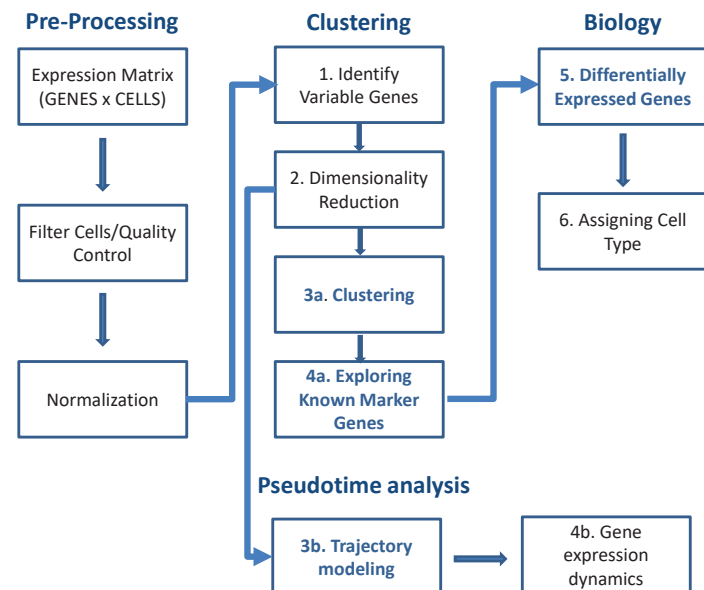 Pre-Processing
Expression Matrix
(GENES x CELLS)
Filter Cells/Quality
Control
Normalization
Clustering
1. Identify
Variable Genes
2. Dimensionality
Reduction
3a. Clustering
4a. Exploring
Known Marker
Genes
Biology
5. Differentially
Expressed Genes
6. Assigning Cell
Type
Pseudotime analysis
3b. Trajectory
modeling
4b. Gene
expression
dynamics